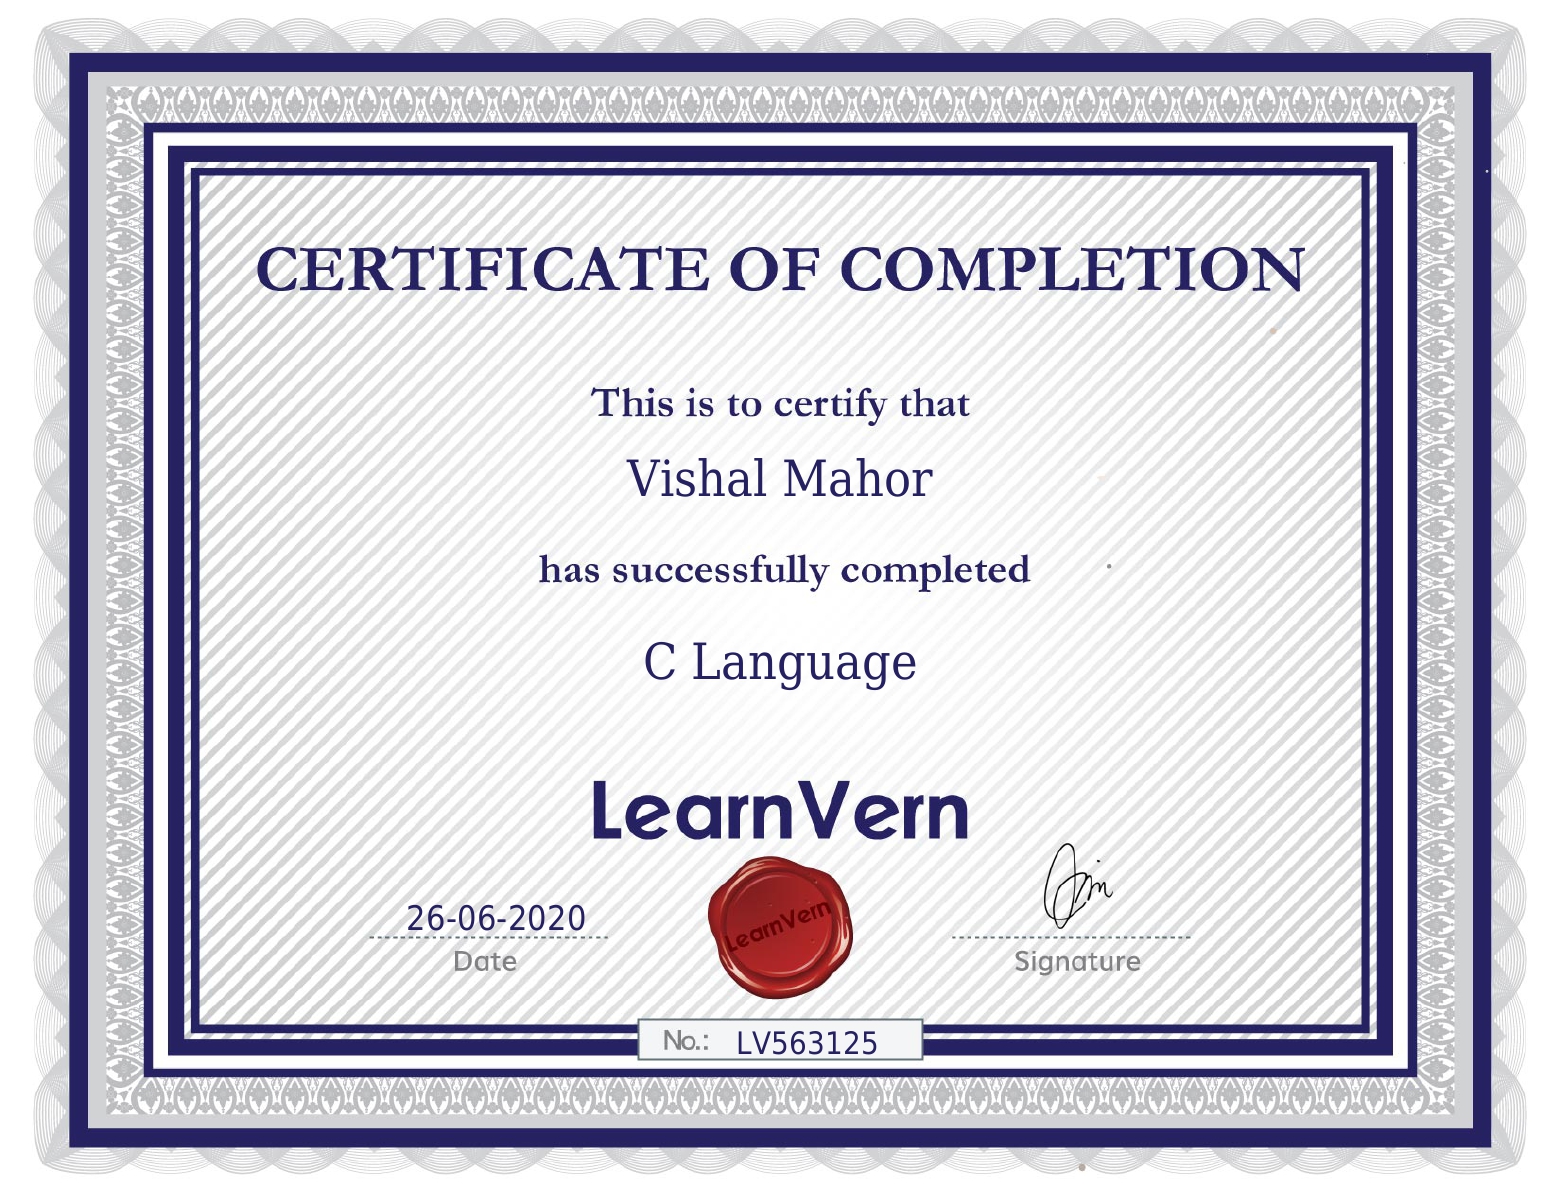 CERTIFICATE OF COMPLETION
This is to certify that
Vishal Mahor
has successfully completed
C Language
LearnVern
LearnVern
26-06-2020
Date
Signature
No.: LV563125